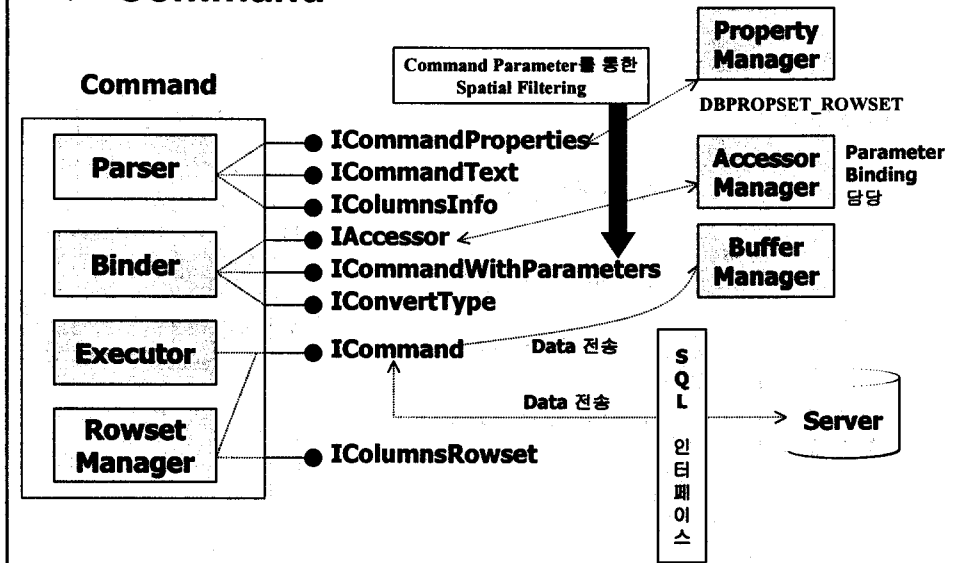 Command
Property
Manager
Command Parameter를 통한
Spatial Filtering
DBPROPSET_ROWSET
Command
Parser
ICommandProperties
ICommandText
IColumnsInfo
Accessor
Manager
Parameter
Binding
담당
Binder
IAccessor
ICommandWithParameters
IConvertType
Buffer
Manager
Executor
ICommand
Data 전송
Data 전송
SQL 인터페이스
Server
Rowset
Manager
IColumnsRowset